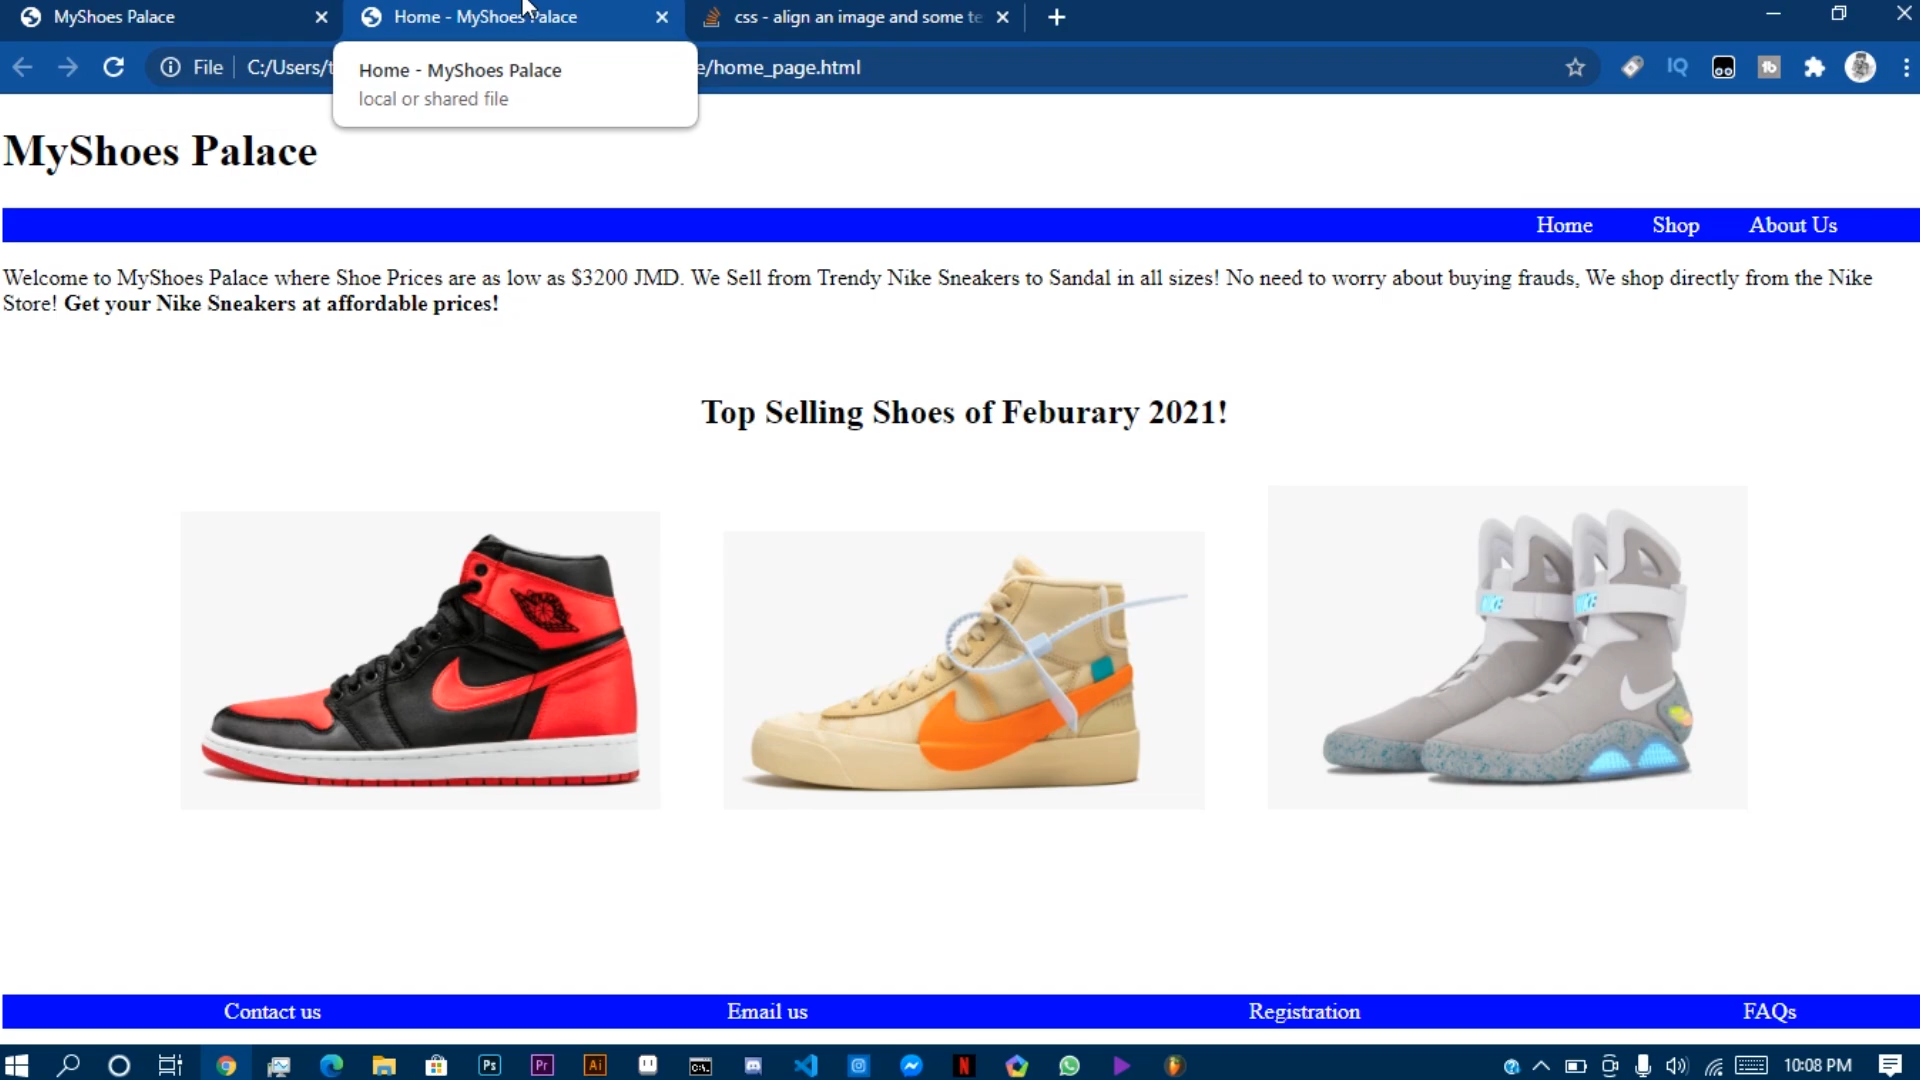 MyShoes Palace
Home - MyShoes Palace
css - align an image and some te
File
C:/Users/t
e/home_page.html
Home - MyShoes Palace
local or shared file
MyShoes Palace
Home Shop About Us
Welcome to MyShoes Palace where Shoe Prices are as low as $3200 JMD. We Sell from Trendy Nike Sneakers to Sandal in all sizes! No need to worry about buying frauds, We shop directly from the Nike
Store! Get your Nike Sneakers at affordable prices!
Top Selling Shoes of Feburary 2021!
Contact us Email us Registration FAQs
10:08 PM